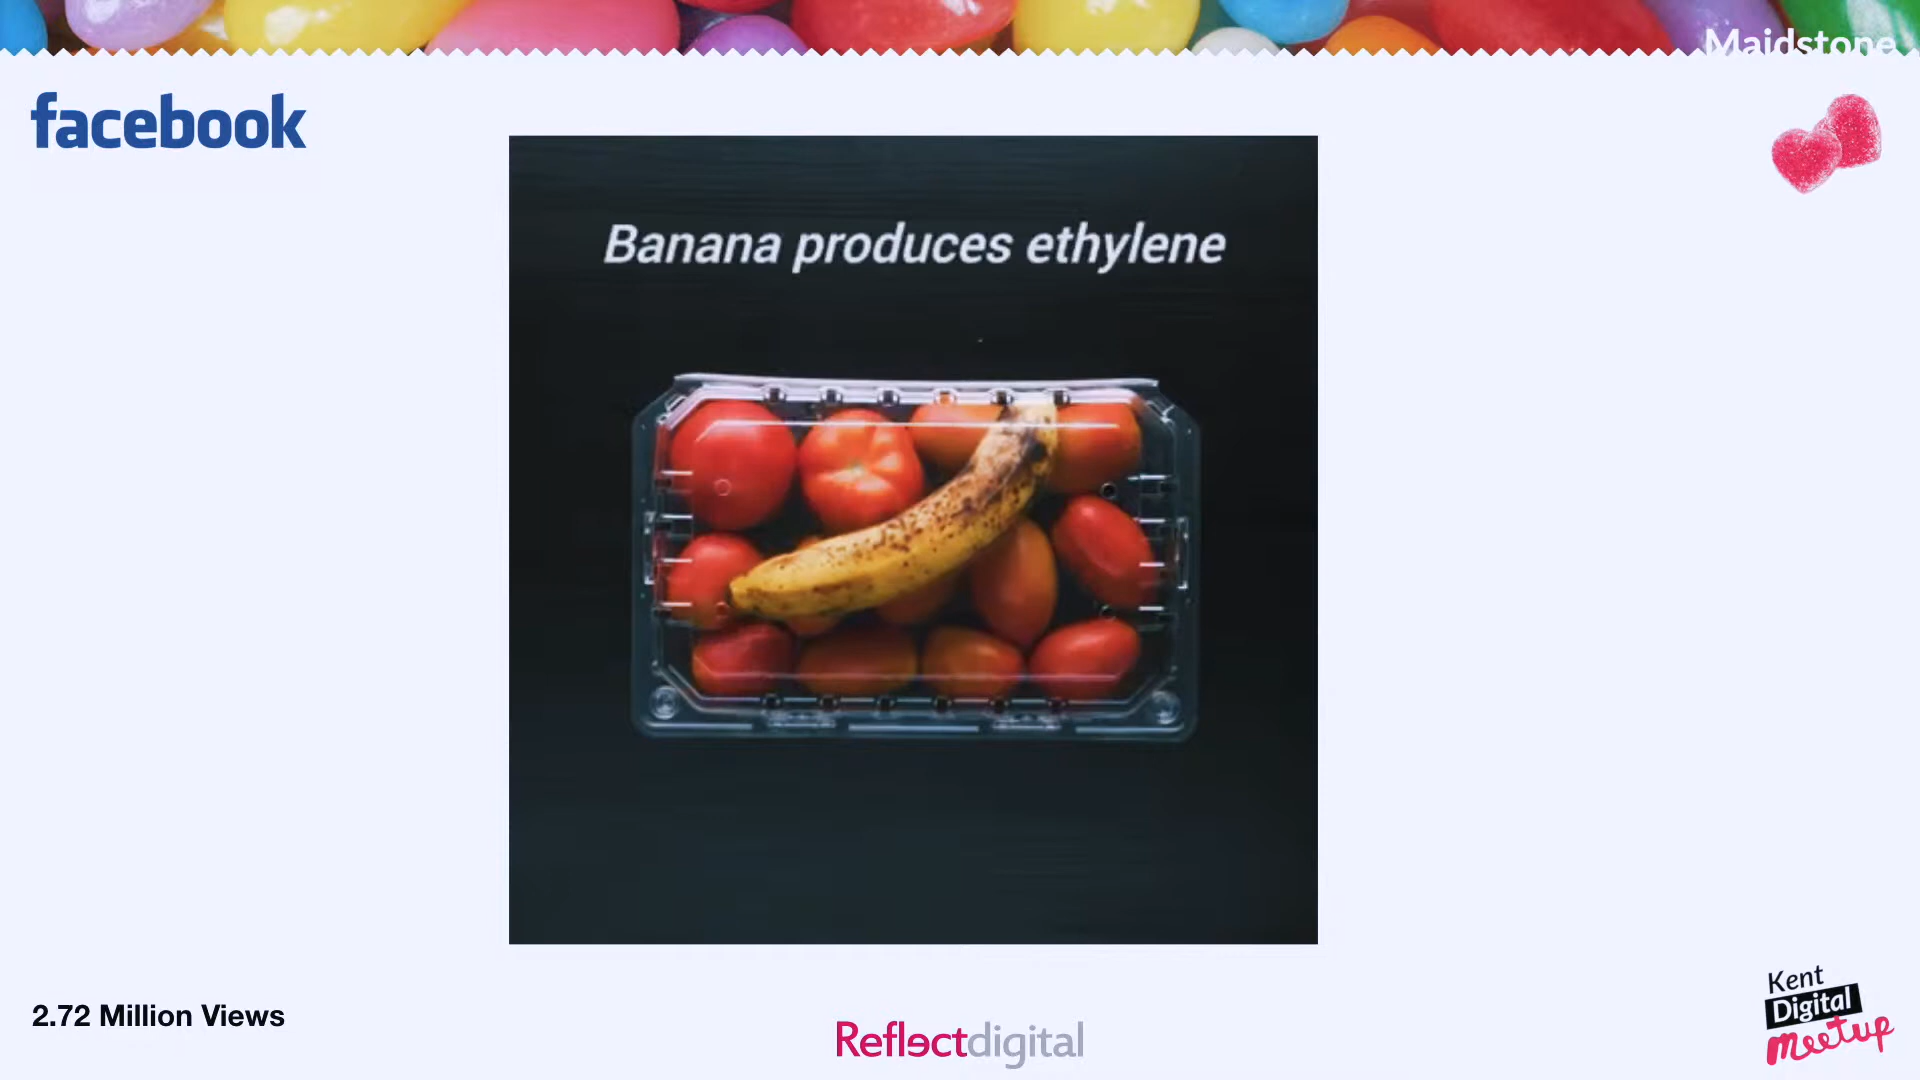 Maidstone
facebook
Banana produces ethylene
2.72 Million Views
Reflectdigital
Kent
Digital
meetup